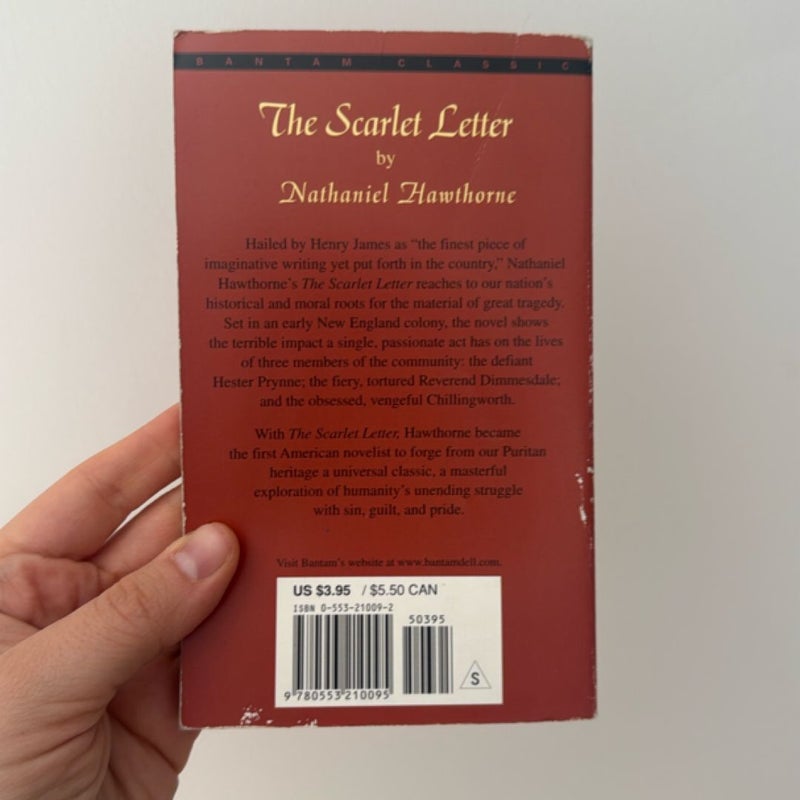 BANTAM CLASSIC
The Scarlet Letter
by
Nathaniel Hawthorne
Hailed by Henry James as “the finest piece of
imaginative writing yet put forth in the country,” Nathaniel
Hawthorne’s The Scarlet Letter reaches to our nation’s
historical and moral roots for the material of great tragedy.
Set in an early New England colony, the novel shows
the terrible impact a single, passionate act has on the lives
of three members of the community: the defiant
Hester Prynne; the fiery, tortured Reverend Dimmesdale;
and the obsessed, vengeful Chillingworth.
With The Scarlet Letter, Hawthorne became
the first American novelist to forge from our Puritan
heritage a universal classic, a masterful
exploration of humanity’s unending struggle
with sin, guilt, and pride.
Visit Bantam’s website at www.bantamdell.com.
US $3.95 / $5.50 CAN
ISBN 0-553-21009-2
50395
9 780553 210095
S